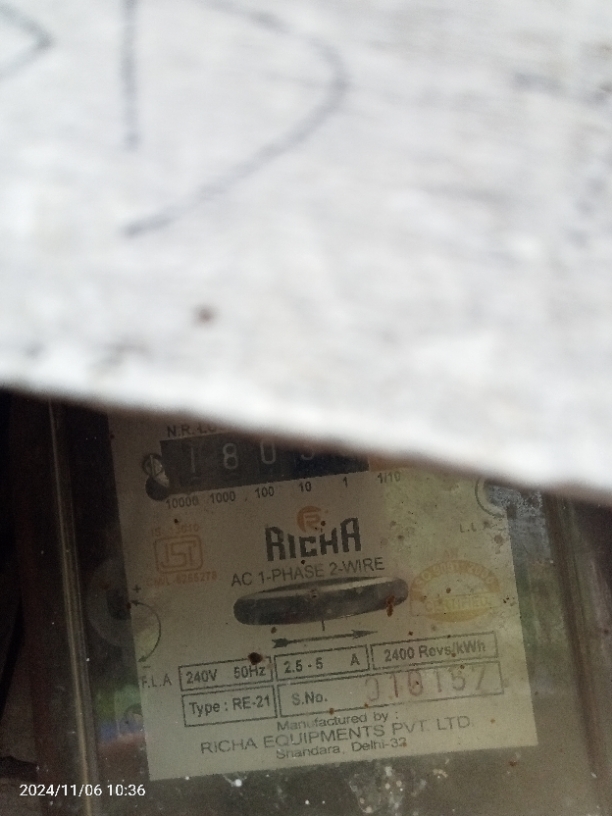 180
10000 1000 100 10 1 1/10
RICHA
AC 1-PHASE 2-WIRE
L.L.A
F.L.A
240V 50Hz
2.5 - 5 A
2400 Revs/kWh
Type : RE-21
S.No.
Manufactured by :
RICHA EQUIPMENTS PVT. LTD.
Shandara, Delhi-32
2024/11/06 10:36